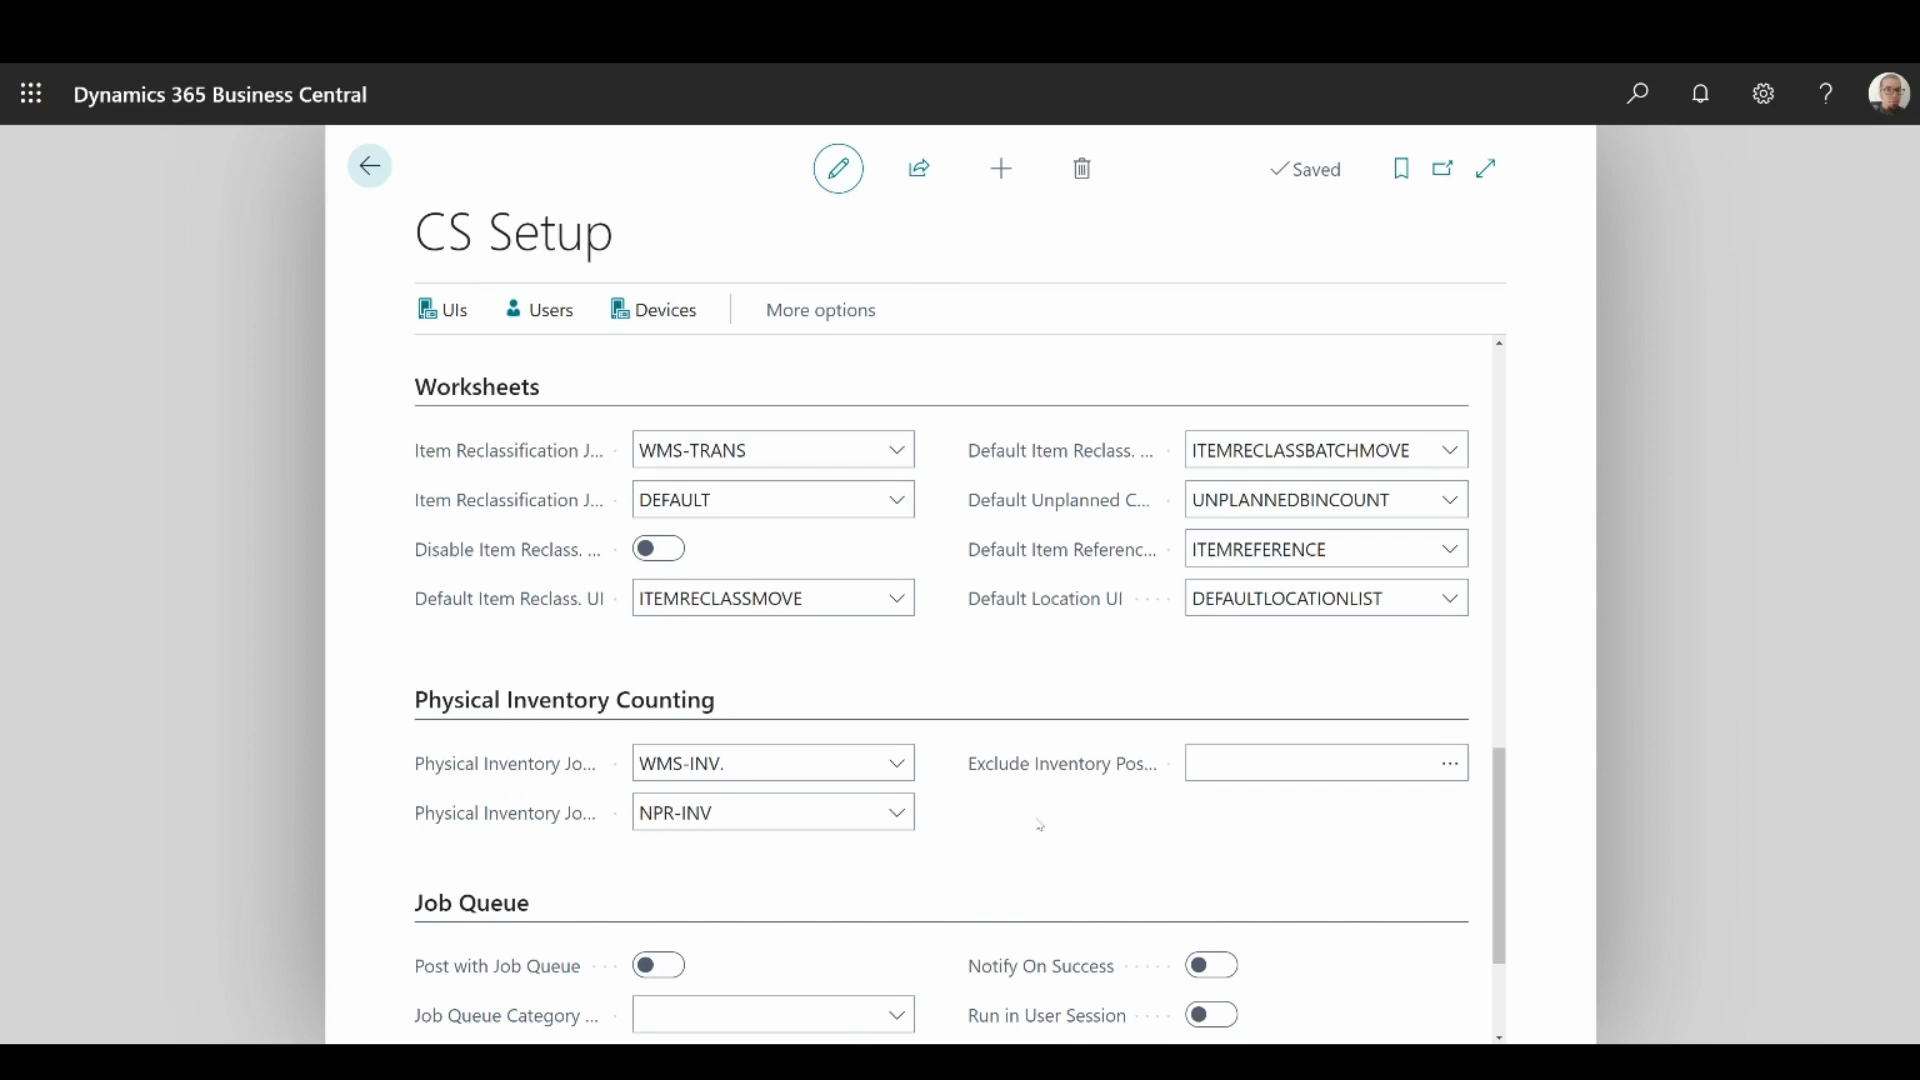 Dynamics 365 Business Central
Saved
CS Setup
UIs Users Devices More options
Worksheets
Item Reclassification J... WMS-TRANS Default Item Reclass. ... ITEMRECLASSBATCHMOVE
Item Reclassification J... DEFAULT Default Unplanned C... UNPLANNEDBINCOUNT
Disable Item Reclass. ... Default Item Referenc... ITEMREFERENCE
Default Item Reclass. UI ITEMRECLASSMOVE Default Location UI DEFAULTLOCATIONLIST
Physical Inventory Counting
Physical Inventory Jo... WMS-INV. Exclude Inventory Pos... ...
Physical Inventory Jo... NPR-INV
Job Queue
Post with Job Queue Notify On Success
Job Queue Category ... Run in User Session